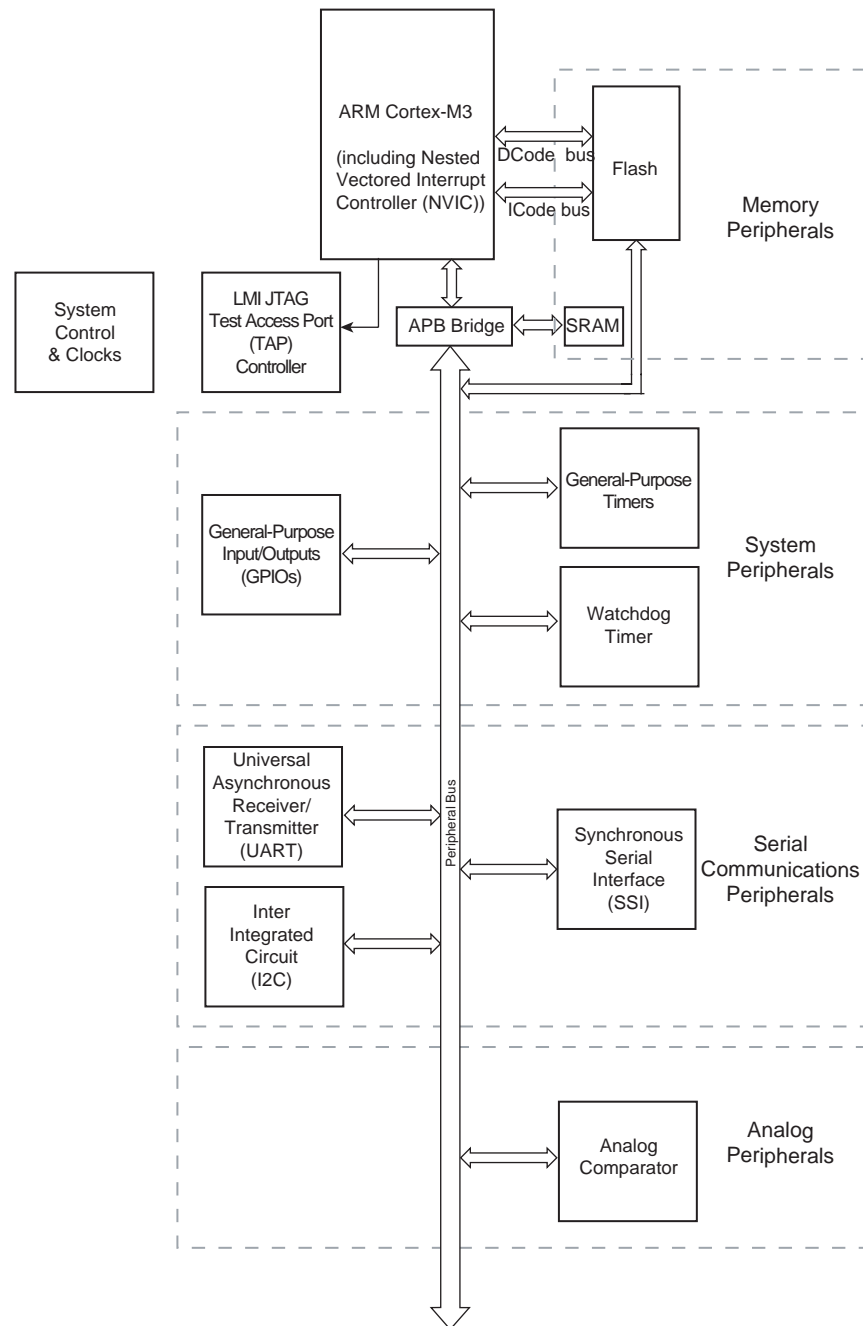 ARM Cortex-M3
(including Nested
Vectored Interrupt
Controller (NVIC))
DCode bus
ICode bus
Flash
Memory
Peripherals
System
Control
& Clocks
LMI JTAG
Test Access Port
(TAP)
Controller
APB Bridge
SRAM
General-Purpose
Timers
General-Purpose
Input/Outputs
(GPIOs)
System
Peripherals
Watchdog
Timer
Universal
Asynchronous
Receiver/
Transmitter
(UART)
Peripheral Bus
Synchronous
Serial
Interface
(SSI)
Serial
Communications
Peripherals
Inter
Integrated
Circuit
(I2C)
Analog
Comparator
Analog
Peripherals